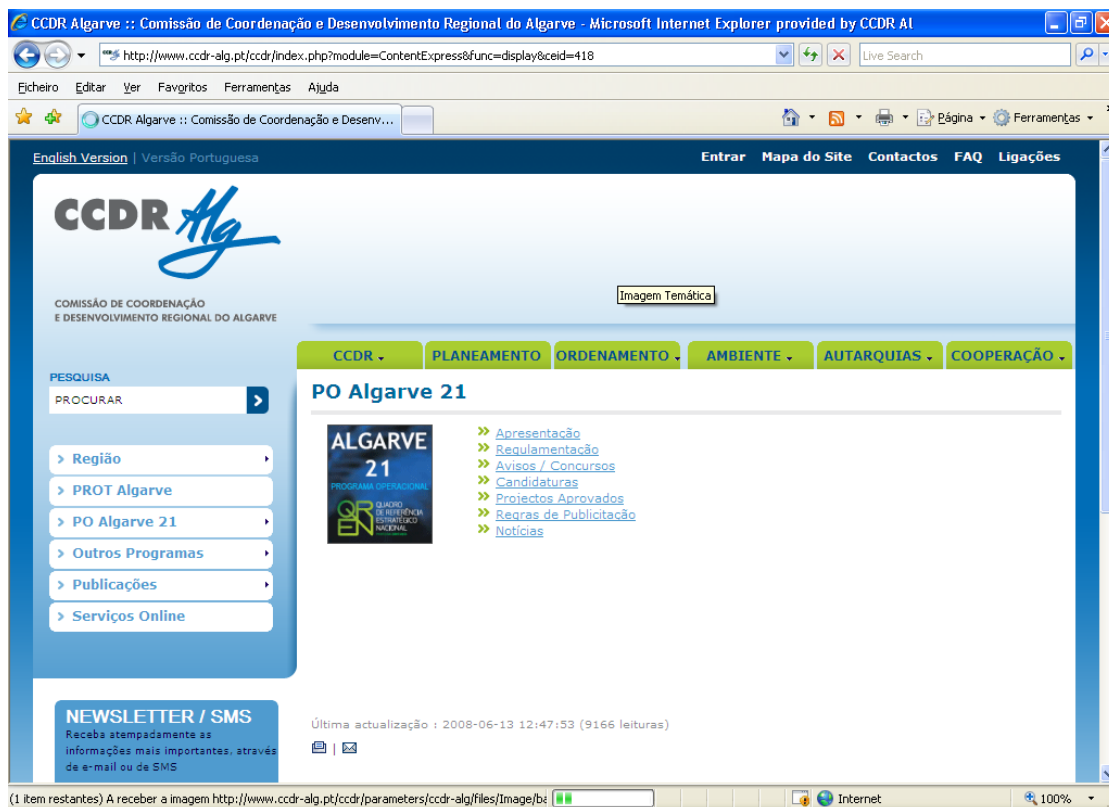 CCDR Algarve :: Comissão de Coordenação e Desenvolvimento Regional do Algarve - Microsoft Internet Explorer provided by CCDR Al
http://www.ccdr-alg.pt/ccdr/index.php?module=ContentExpress&func=display&ceid=418
Live Search
Ficheiro Editar Ver Favoritos Ferramentas Ajuda
CCDR Algarve :: Comissão de Coordenação e Desenv...
Página
Ferramentas
English Version | Versão Portuguesa
Entrar Mapa do Site Contactos FAQ Ligações
CCDR Alg
COMISSÃO DE COORDENAÇÃO
E DESENVOLVIMENTO REGIONAL DO ALGARVE
Imagem Temática
CCDR PLANEAMENTO ORDENAMENTO AMBIENTE AUTARQUIAS COOPERAÇÃO
PESQUISA
PROCURAR
Região
PROT Algarve
PO Algarve 21
Outros Programas
Publicações
Serviços Online
PO Algarve 21
ALGARVE
21
PROGRAMA OPERACIONAL
QREN
QUADRO
DE REFERÊNCIA
ESTRATÉGICO
NACIONAL
Apresentação
Regulamentação
Avisos / Concursos
Candidaturas
Projectos Aprovados
Regras de Publicitação
Notícias
NEWSLETTER / SMS
Receba atempadamente as
informações mais importantes, através
de e-mail ou de SMS
Última actualização : 2008-06-13 12:47:53 (9166 leituras)
(1 item restantes) A receber a imagem http://www.ccdr-alg.pt/ccdr/parameters/ccdr-alg/files/Image/ba
Internet
100%